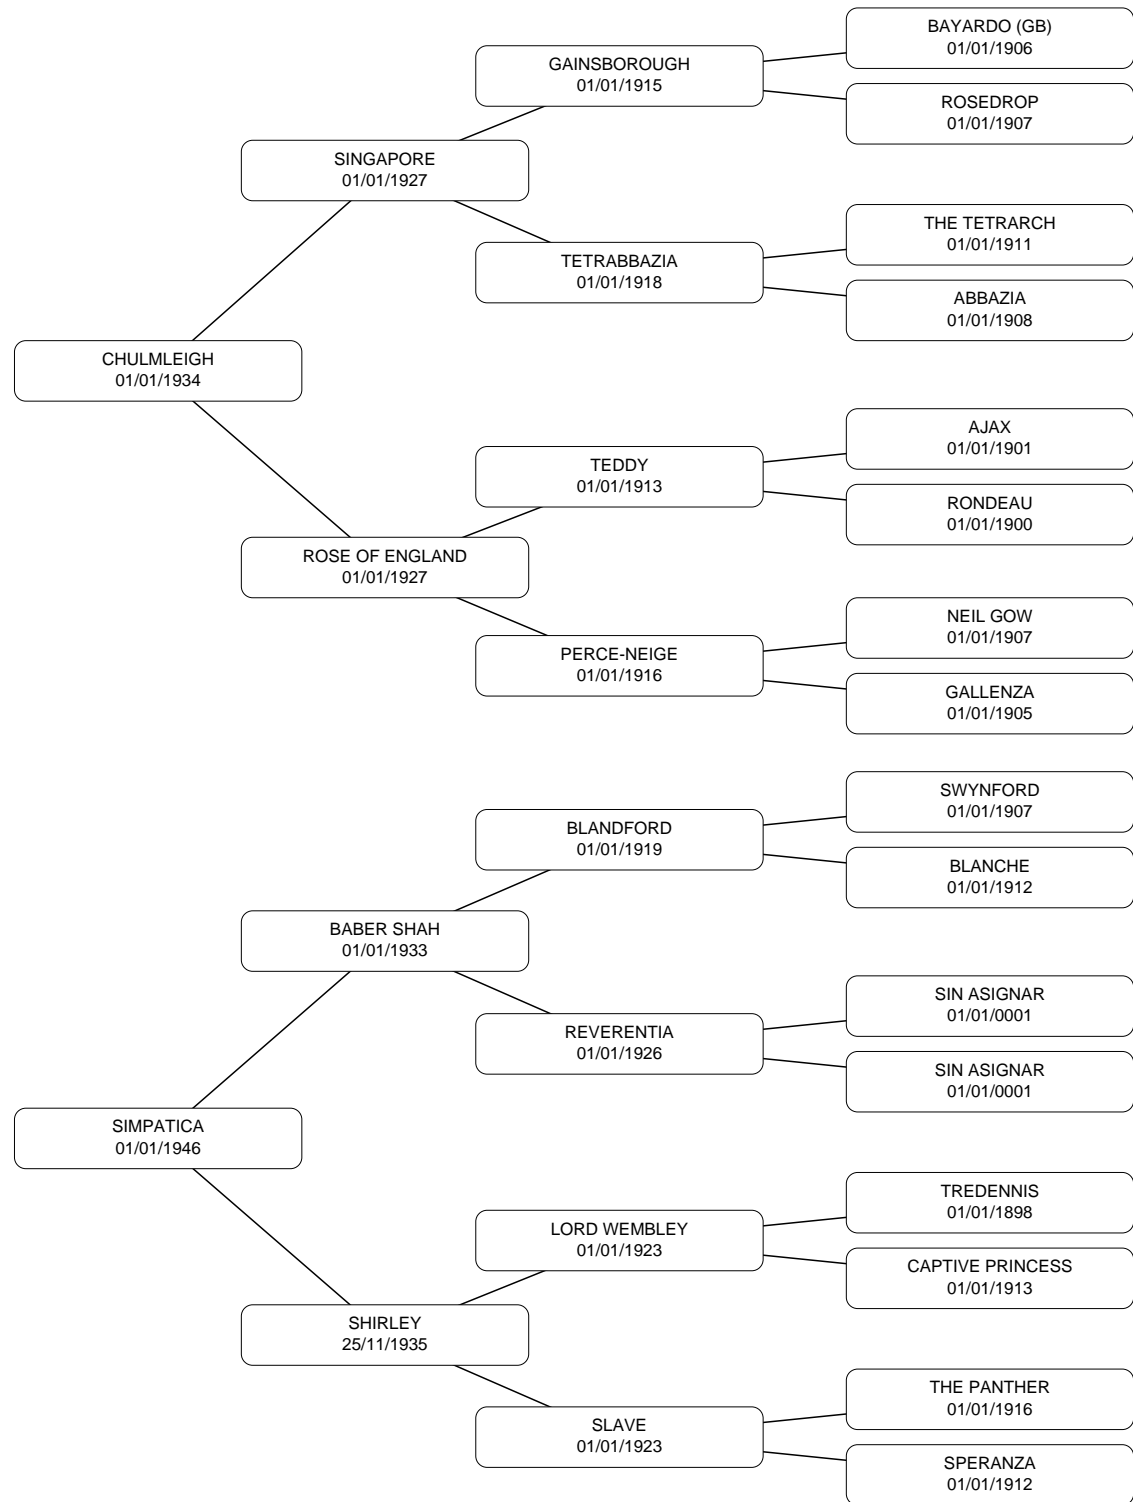 BAYARDO (GB)
01/01/1906
GAINSBOROUGH
01/01/1915
ROSEDROP
01/01/1907
SINGAPORE
01/01/1927
THE TETRARCH
01/01/1911
TETRABBAZIA
01/01/1918
ABBAZIA
01/01/1908
CHULMLEIGH
01/01/1934
AJAX
01/01/1901
TEDDY
01/01/1913
RONDEAU
01/01/1900
ROSE OF ENGLAND
01/01/1927
NEIL GOW
01/01/1907
PERCE-NEIGE
01/01/1916
GALLENZA
01/01/1905
SWYNFORD
01/01/1907
BLANDFORD
01/01/1919
BLANCHE
01/01/1912
BABER SHAH
01/01/1933
SIN ASIGNAR
01/01/0001
REVERENTIA
01/01/1926
SIN ASIGNAR
01/01/0001
SIMPATICA
01/01/1946
TREDENNIS
01/01/1898
LORD WEMBLEY
01/01/1923
CAPTIVE PRINCESS
01/01/1913
SHIRLEY
25/11/1935
THE PANTHER
01/01/1916
SLAVE
01/01/1923
SPERANZA
01/01/1912